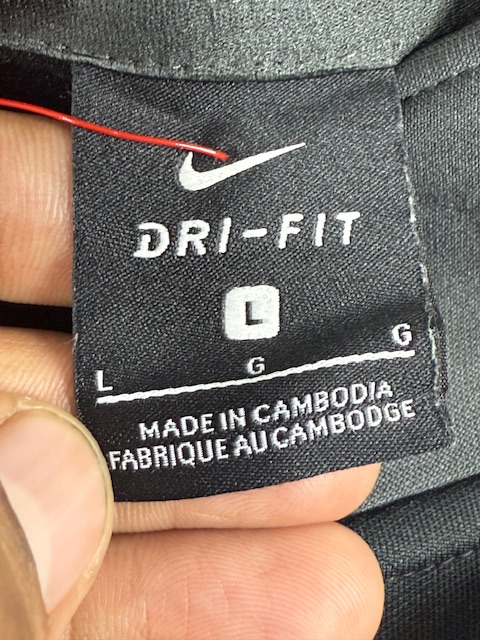 DRI-FIT
L
L G G
MADE IN CAMBODIA
FABRIQUE AU CAMBODGE